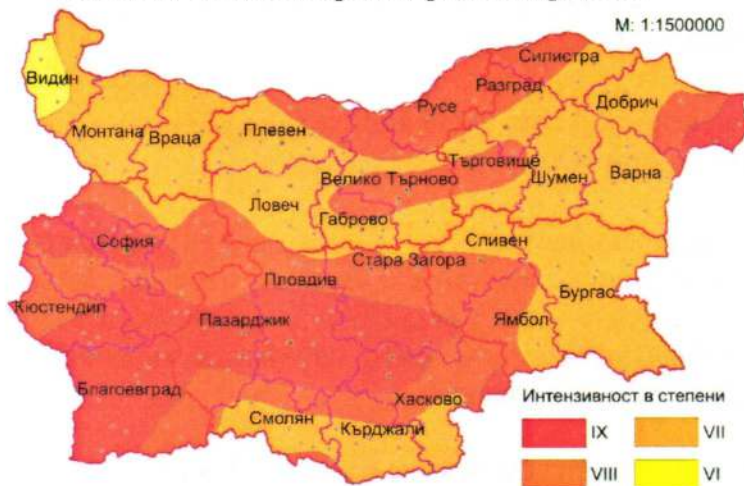 М: 1:1500000
Силистра
Видин
Русе
Разград
Добрич
Монтана
Враца
Плевен
Търговище
Велико Търново
Шумен
Варна
Ловеч
Габрово
София
Сливен
Стара Загора
Пловдив
Бургас
Кюстендил
Пазарджик
Ямбол
Благоевград
Хасково
Смолян
Кърджали
Интензивност в степени
IX
VII
VIII
VI